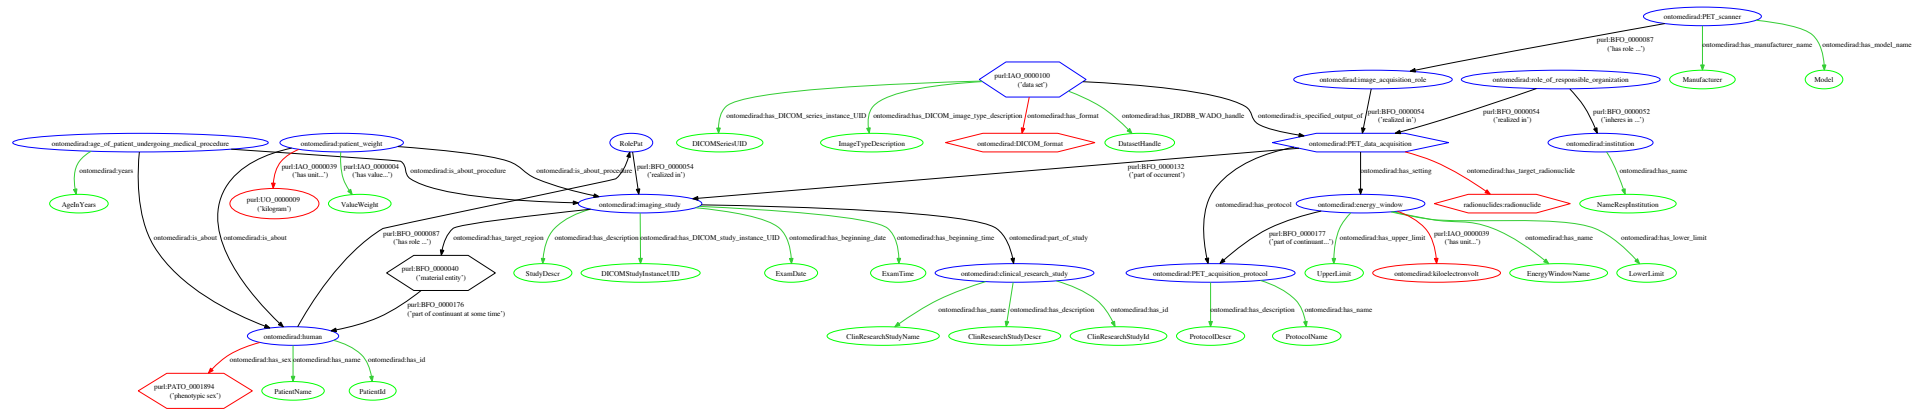 ontomedirad:PET_scanner
purl:BFO_0000087
('has role ...')
ontomedirad:has_manufacturer_name
ontomedirad:has_model_name
purl:IAO_0000100
('data set')
ontomedirad:image_acquisition_role
ontomedirad:role_of_responsible_organization
Manufacturer
Model
ontomedirad:has_DICOM_series_instance_UID
ontomedirad:has_DICOM_image_type_description
ontomedirad:has_format
ontomedirad:has_IRDBB_WADO_handle
ontomedirad:is_specified_output_of
purl:BFO_0000054
('realized in')
purl:BFO_0000054
('realized in')
purl:BFO_0000052
('inheres in ...')
ontomedirad:age_of_patient_undergoing_medical_procedure
ontomedirad:patient_weight
RolePat
DICOMSeriesUID
ImageTypeDescription
ontomedirad:DICOM_format
DatasetHandle
ontomedirad:PET_data_acquisition
ontomedirad:institution
ontomedirad:years
purl:IAO_0000039
('has unit...')
purl:IAO_0000004
('has value...')
ontomedirad:is_about_procedure
ontomedirad:is_about_procedure
purl:BFO_0000054
('realized in')
purl:BFO_0000132
('part of occurrent')
ontomedirad:has_setting
ontomedirad:has_target_radionuclide
ontomedirad:has_name
AgeInYears
purl:UO_0000009
('kilogram')
ValueWeight
ontomedirad:imaging_study
ontomedirad:has_protocol
ontomedirad:energy_window
radionuclides:radionuclide
NameRespInstitution
ontomedirad:is_about
ontomedirad:is_about
purl:BFO_0000087
('has role ...')
ontomedirad:has_target_region
ontomedirad:has_description
ontomedirad:has_DICOM_study_instance_UID
ontomedirad:has_beginning_date
ontomedirad:has_beginning_time
ontomedirad:part_of_study
purl:BFO_0000177
('part of continuant...')
ontomedirad:has_upper_limit
purl:IAO_0000039
('has unit...')
ontomedirad:has_name
ontomedirad:has_lower_limit
purl:BFO_0000040
('material entity')
StudyDescr
DICOMStudyInstanceUID
ExamDate
ExamTime
ontomedirad:clinical_research_study
ontomedirad:PET_acquisition_protocol
UpperLimit
ontomedirad:kiloelectronvolt
EnergyWindowName
LowerLimit
purl:BFO_0000176
('part of continuant at some time')
ontomedirad:has_name
ontomedirad:has_description
ontomedirad:has_id
ontomedirad:has_description
ontomedirad:has_name
ontomedirad:human
ClinResearchStudyName
ClinResearchStudyDescr
ClinResearchStudyId
ProtocolDescr
ProtocolName
ontomedirad:has_sex
ontomedirad:has_name
ontomedirad:has_id
purl:PATO_0001894
('phenotypic sex')
PatientName
PatientId